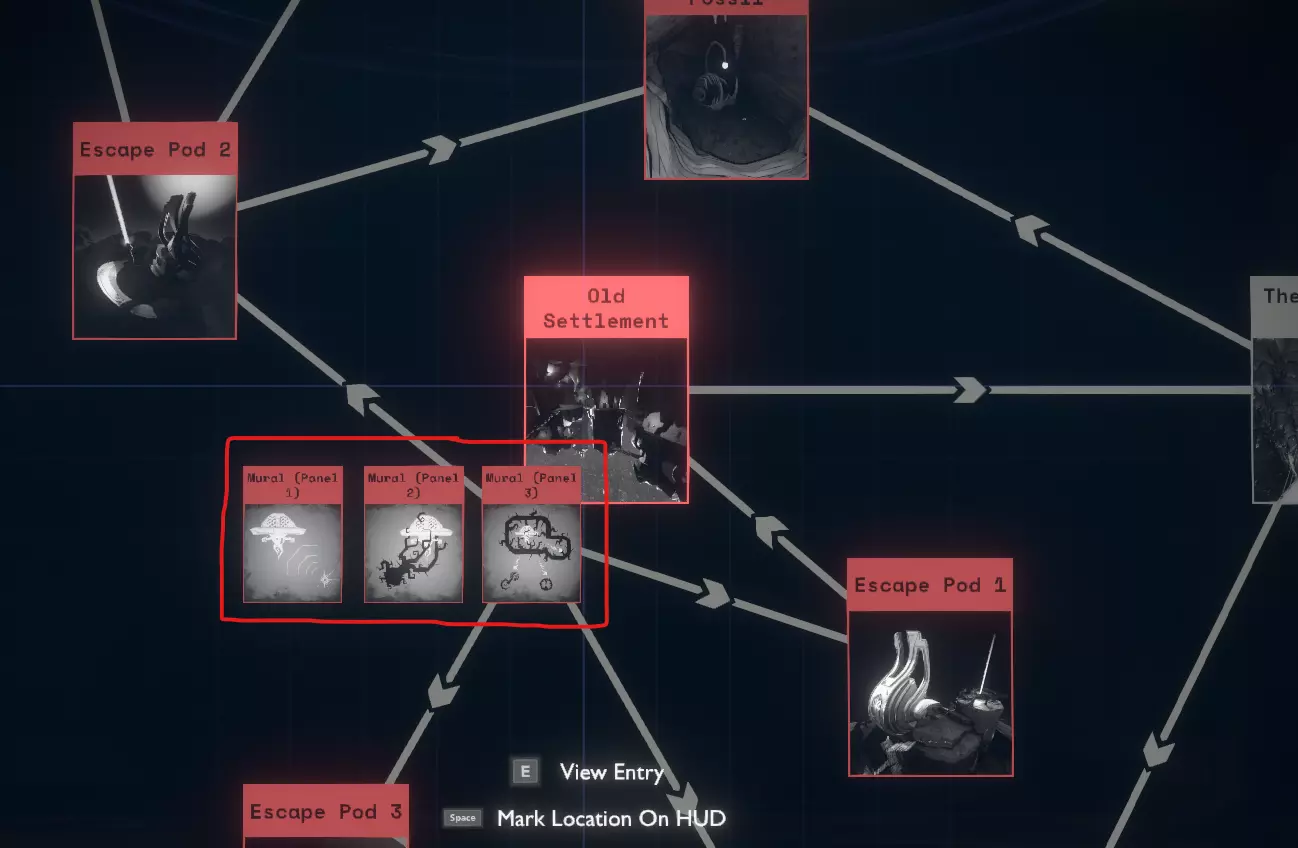 Fossil
Escape Pod 2
Old
Settlement
The
Mural (Panel
1)
Mural (Panel
2)
Mural (Panel
3)
Escape Pod 1
E
View Entry
Escape Pod 3
Space
Mark Location On HUD